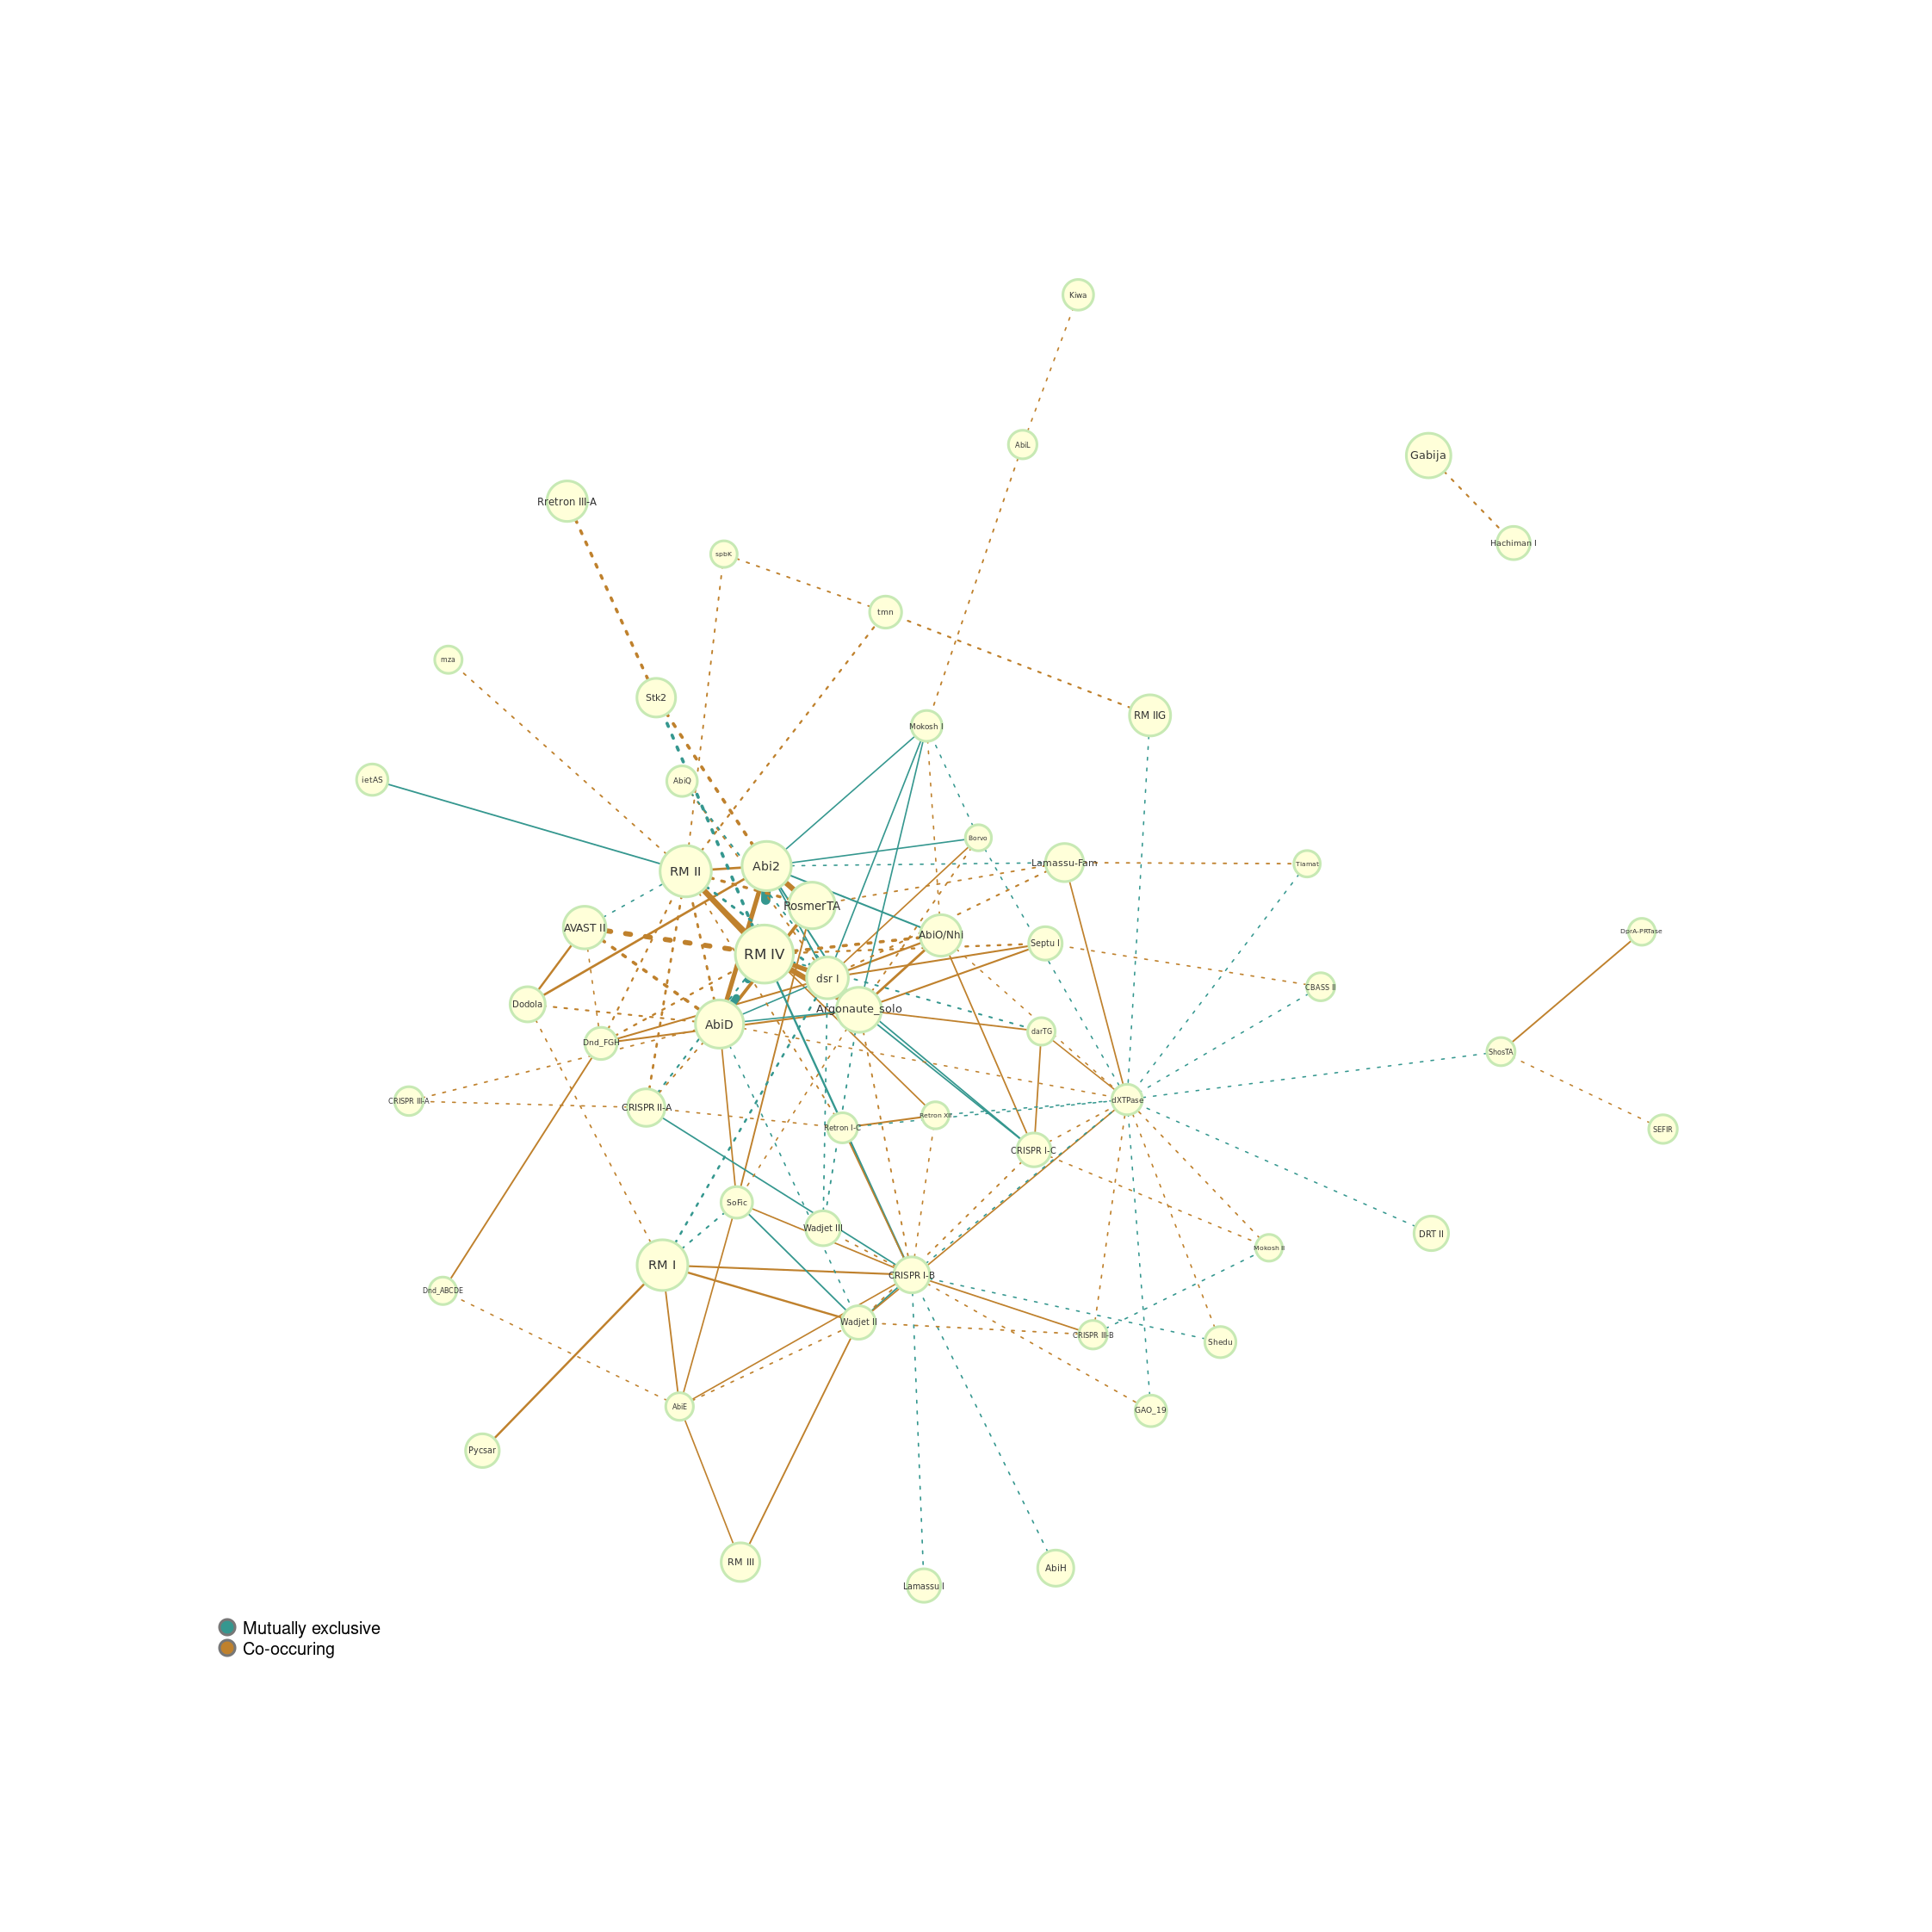 Kiwa
AbiL
Gabija
Rretron III-A
Hachiman I
spbK
tmn
mza
Stk2
RM IIG
Mokosh I
ietAS
AbiQ
Borvo
Lamassu-Fam
Tiamat
Abi2
RM II
RosmerTA
AVAST II
AbiO/Nhi
DprA-PRTase
Septu I
RM IV
dsr I
CBASS II
Dodola
Argonaute_solo
AbiD
darTG
Dnd_FGH
ShosTA
CRISPR III-A
dXTPase
CRISPR II-A
Retron XII
Retron I-C
SEFIR
CRISPR I-C
SoFic
Wadjet III
DRT II
Mokosh II
RM I
CRISPR I-B
Dnd_ABCDE
Wadjet II
CRISPR III-B
Shedu
AbiE
GAO_19
Pycsar
RM III
AbiH
Lamassu I
Mutually exclusive
Co-occuring